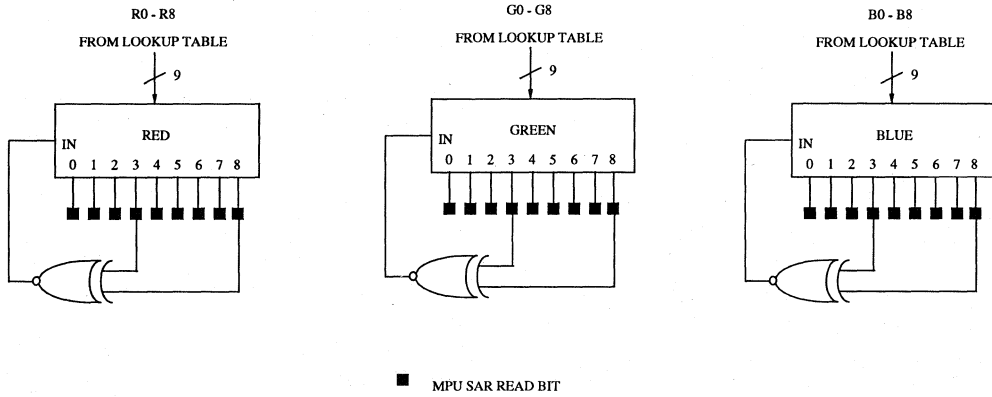 R0 - R8
FROM LOOKUP TABLE
9
IN
RED
0 1 2 3 4 5 6 7 8
G0 - G8
FROM LOOKUP TABLE
9
IN
GREEN
0 1 2 3 4 5 6 7 8
B0 - B8
FROM LOOKUP TABLE
9
IN
BLUE
0 1 2 3 4 5 6 7 8
MPU SAR READ BIT